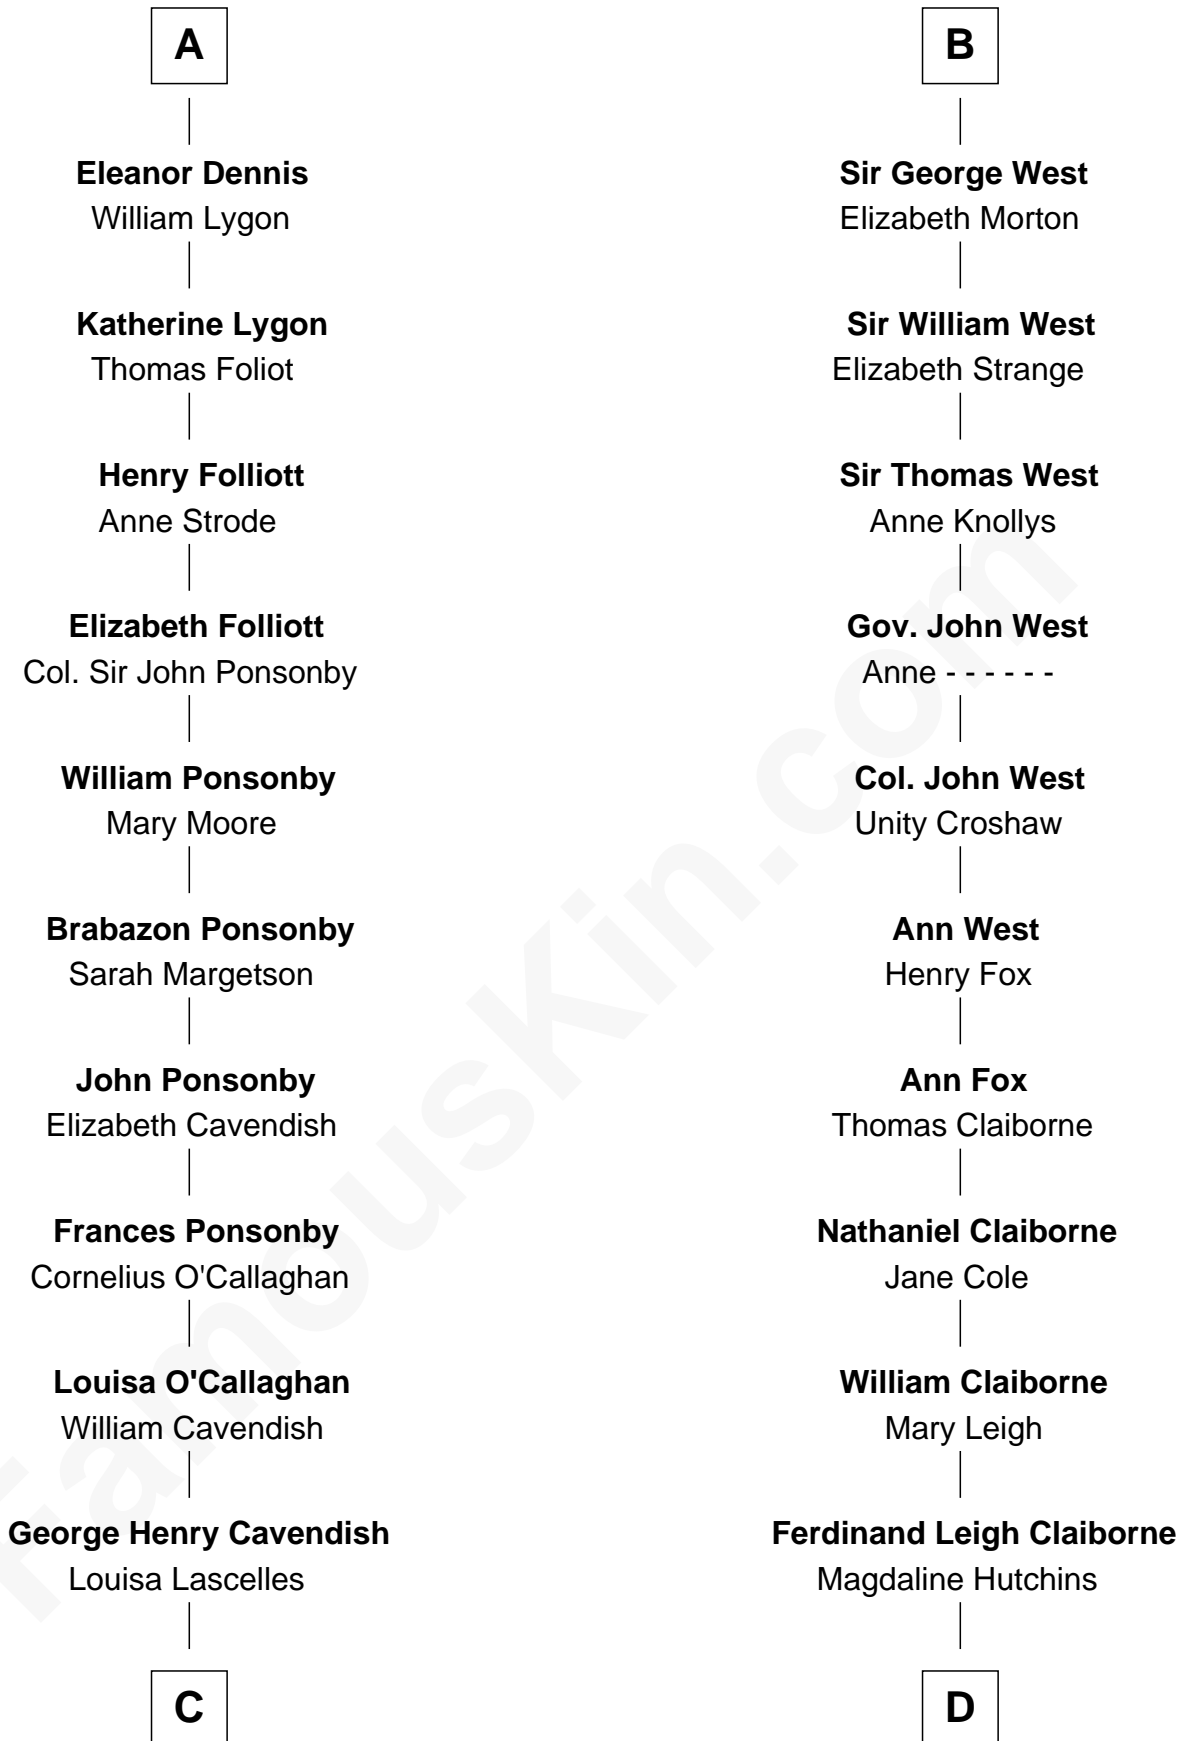 A
Eleanor Dennis
William Lygon
Katherine Lygon
Thomas Foliot
Henry Folliott
Anne Strode
Elizabeth Folliott
Col. Sir John Ponsonby
William Ponsonby
Mary Moore
Brabazon Ponsonby
Sarah Margetson
John Ponsonby
Elizabeth Cavendish
Frances Ponsonby
Cornelius O'Callaghan
Louisa O'Callaghan
William Cavendish
George Henry Cavendish
Louisa Lascelles
C
B
Sir George West
Elizabeth Morton
Sir William West
Elizabeth Strange
Sir Thomas West
Anne Knollys
Gov. John West
Anne - - - - - -
Col. John West
Unity Croshaw
Ann West
Henry Fox
Ann Fox
Thomas Claiborne
Nathaniel Claiborne
Jane Cole
William Claiborne
Mary Leigh
Ferdinand Leigh Claiborne
Magdaline Hutchins
D
FamousKin.com